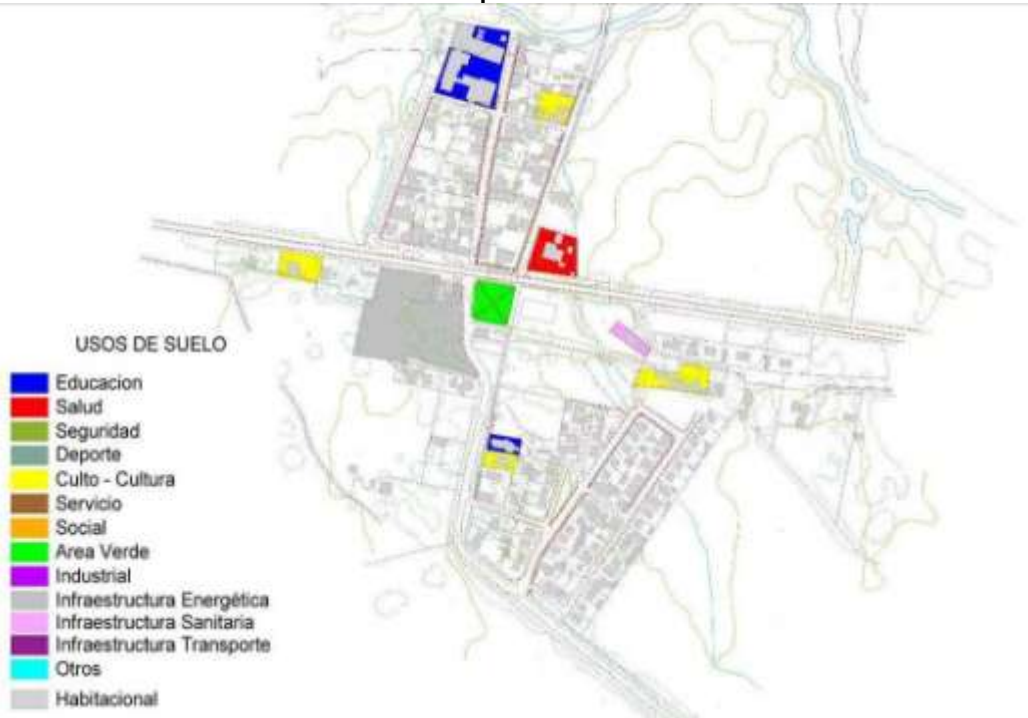 USOS DE SUELO
Educacion
Salud
Seguridad
Deporte
Culto - Cultura
Servicio
Social
Area Verde
Industrial
Infraestructura Energética
Infraestructura Sanitaria
Infraestructura Transporte
Otros
Habitacional